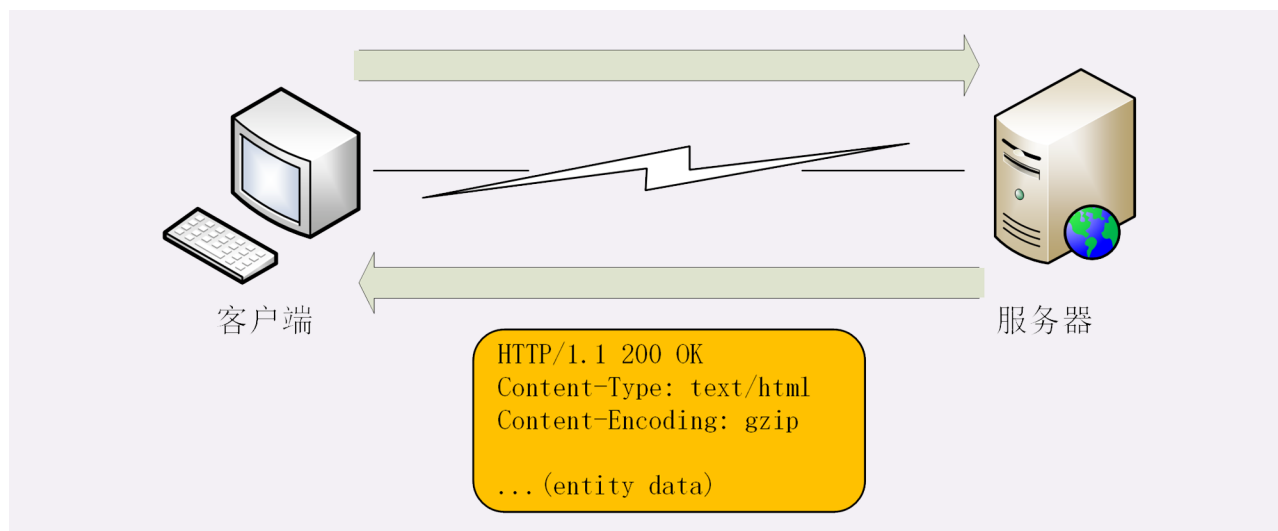 客户端
服务器
HTTP/1.1 200 OK
Content-Type: text/html
Content-Encoding: gzip
...(entity data)